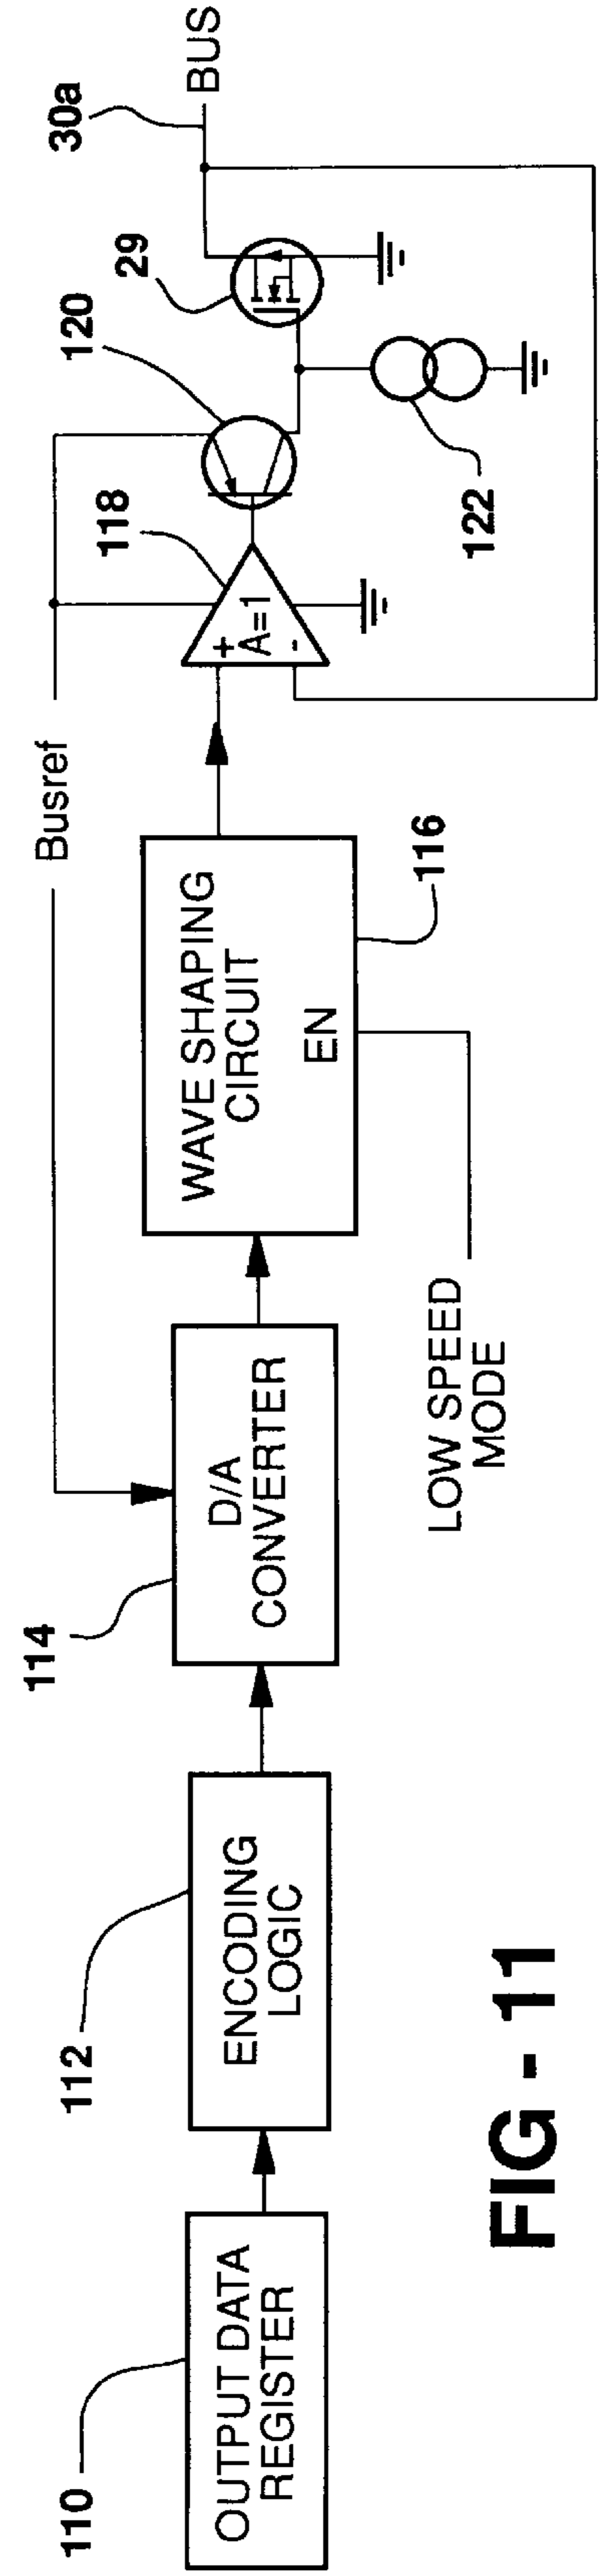 110
OUTPUT DATA
REGISTER
112
ENCODING
LOGIC
114
D/A
CONVERTER
Busref
WAVE SHAPING
CIRCUIT
EN
116
LOW SPEED
MODE
118
+
A=1
-
120
122
29
30a
BUS
FIG - 11